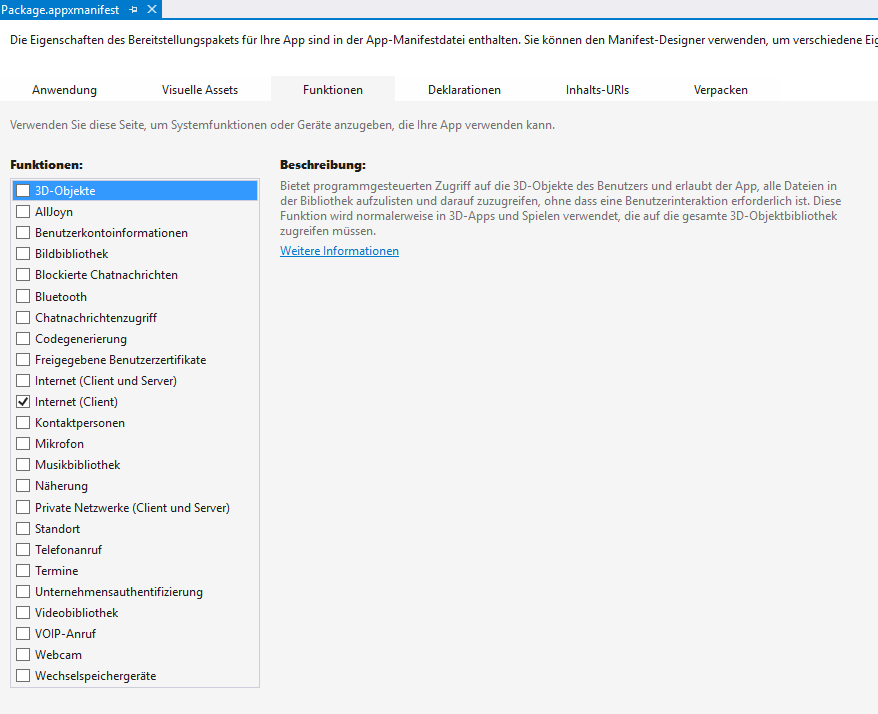 Package.appxmanifest
Die Eigenschaften des Bereitstellungspakets für Ihre App sind in der App-Manifestdatei enthalten. Sie können den Manifest-Designer verwenden, um verschiedene Eig
Anwendung Visuelle Assets Funktionen Deklarationen Inhalts-URIs Verpacken
Verwenden Sie diese Seite, um Systemfunktionen oder Geräte anzugeben, die Ihre App verwenden kann.
Funktionen:
3D-Objekte
AllJoyn
Benutzerkontoinformationen
Bildbibliothek
Blockierte Chatnachrichten
Bluetooth
Chatnachrichtenzugriff
Codegenerierung
Freigegebene Benutzerzertifikate
Internet (Client und Server)
Internet (Client)
Kontaktpersonen
Mikrofon
Musikbibliothek
Näherung
Private Netzwerke (Client und Server)
Standort
Telefonanruf
Termine
Unternehmensauthentifizierung
Videobibliothek
VOIP-Anruf
Webcam
Wechselspeichergeräte
Beschreibung:
Bietet programmgesteuerten Zugriff auf die 3D-Objekte des Benutzers und erlaubt der App, alle Dateien in
der Bibliothek aufzulisten und darauf zuzugreifen, ohne dass eine Benutzerinteraktion erforderlich ist. Diese
Funktion wird normalerweise in 3D-Apps und Spielen verwendet, die auf die gesamte 3D-Objektbibliothek
zugreifen müssen.
Weitere Informationen